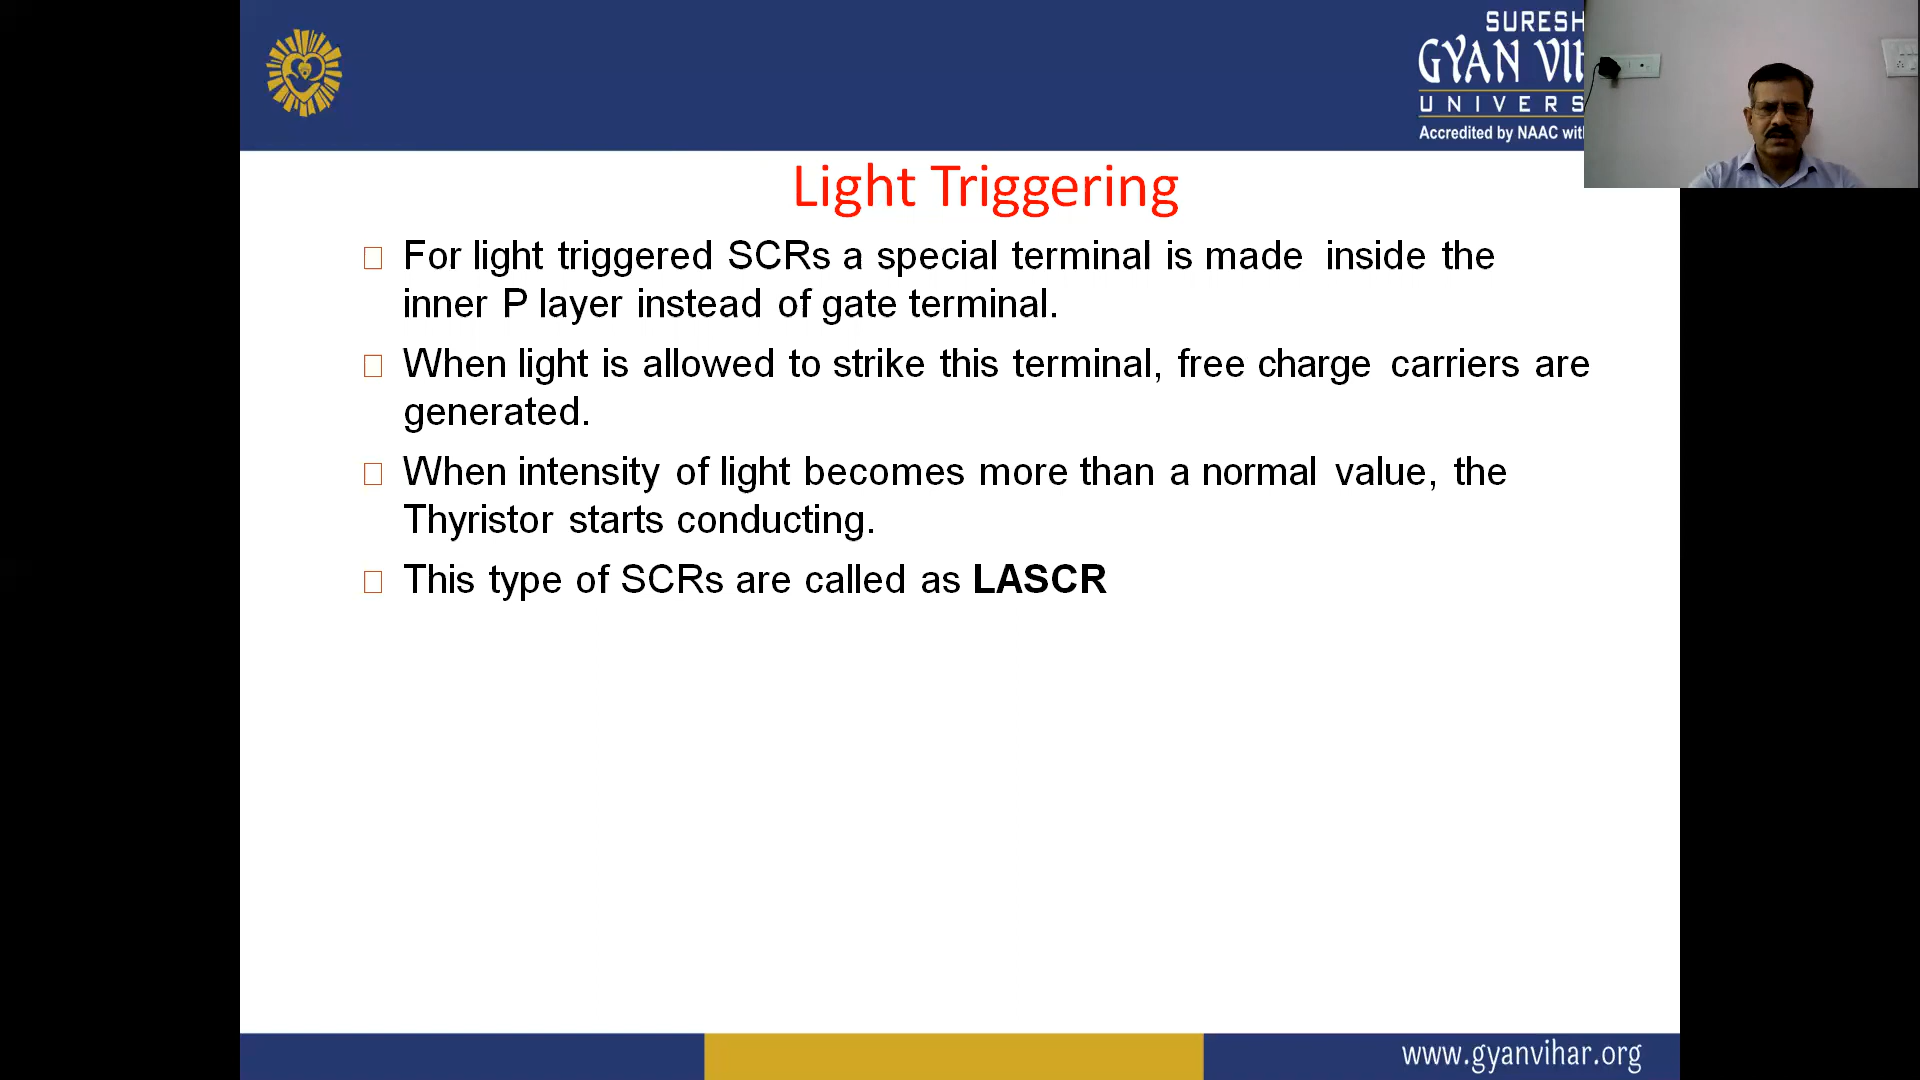 SURESH
GYAN VIH
UNIVERS
Accredited by NAAC with
Light Triggering
For light triggered SCRs a special terminal is made inside the
inner P layer instead of gate terminal.
When light is allowed to strike this terminal, free charge carriers are
generated.
When intensity of light becomes more than a normal value, the
Thyristor starts conducting.
This type of SCRs are called as LASCR
www.gyanvihar.org